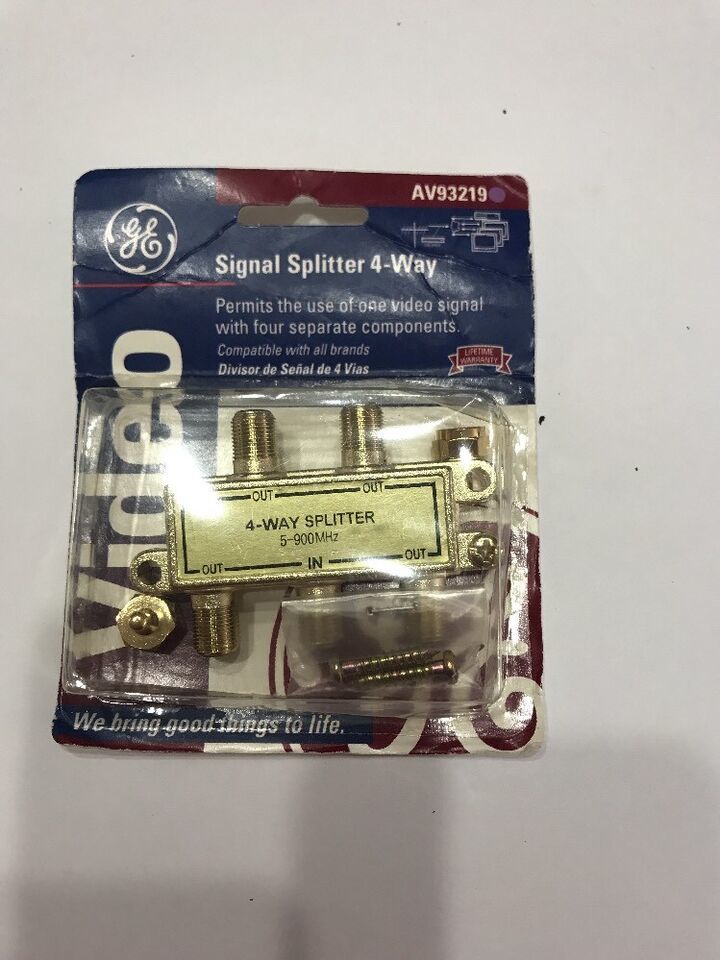 AV93219
GE
Signal Splitter 4-Way
Permits the use of one video signal
with four separate components.
Compatible with all brands
Divisor de Señal de 4 Vias
LIFETIME
WARRANTY
Video
OUT
OUT
4-WAY SPLITTER
5-900MHz
OUT
IN
OUT
We bring good things to life.